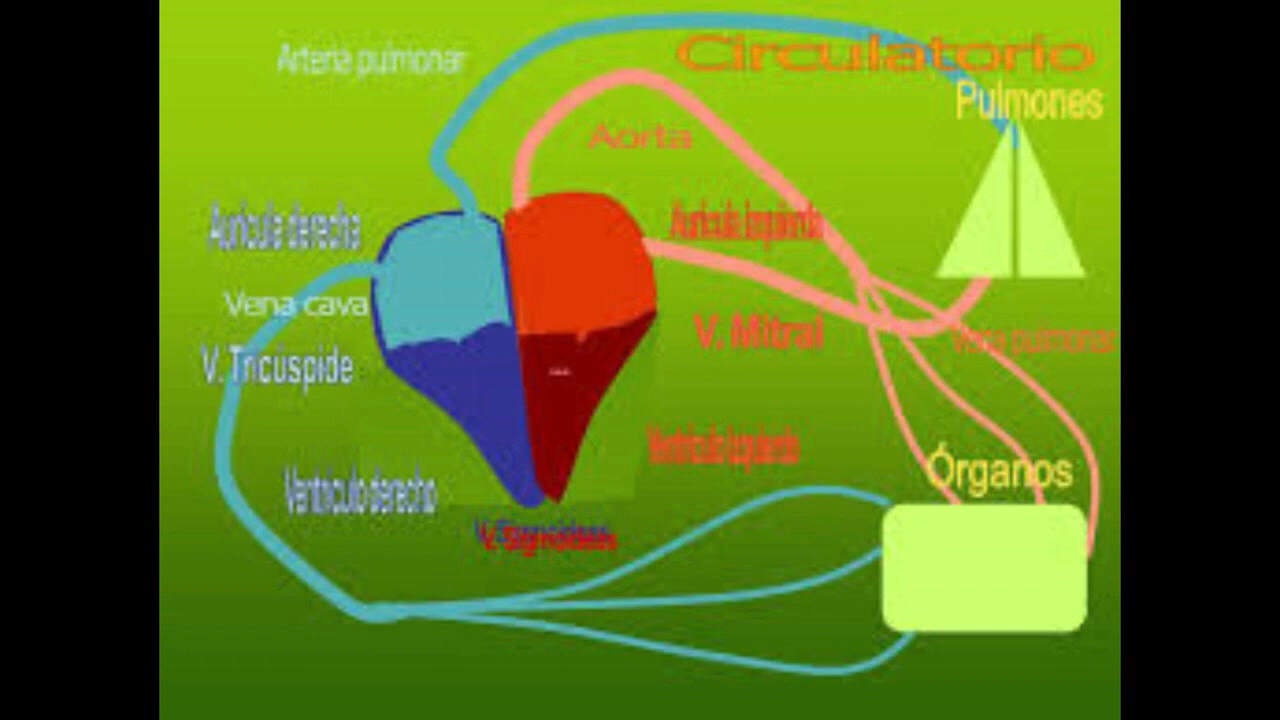 Circulatorio
Arteria pulmonar
Pulmones
Aorta
Aurícula derecha
Aurícula izquierda
Vena cava
V. Mitral
Vena pulmonar
V. Tricúspide
Ventrículo izquierdo
Órganos
Ventrículo derecho
V. Sigmoideas